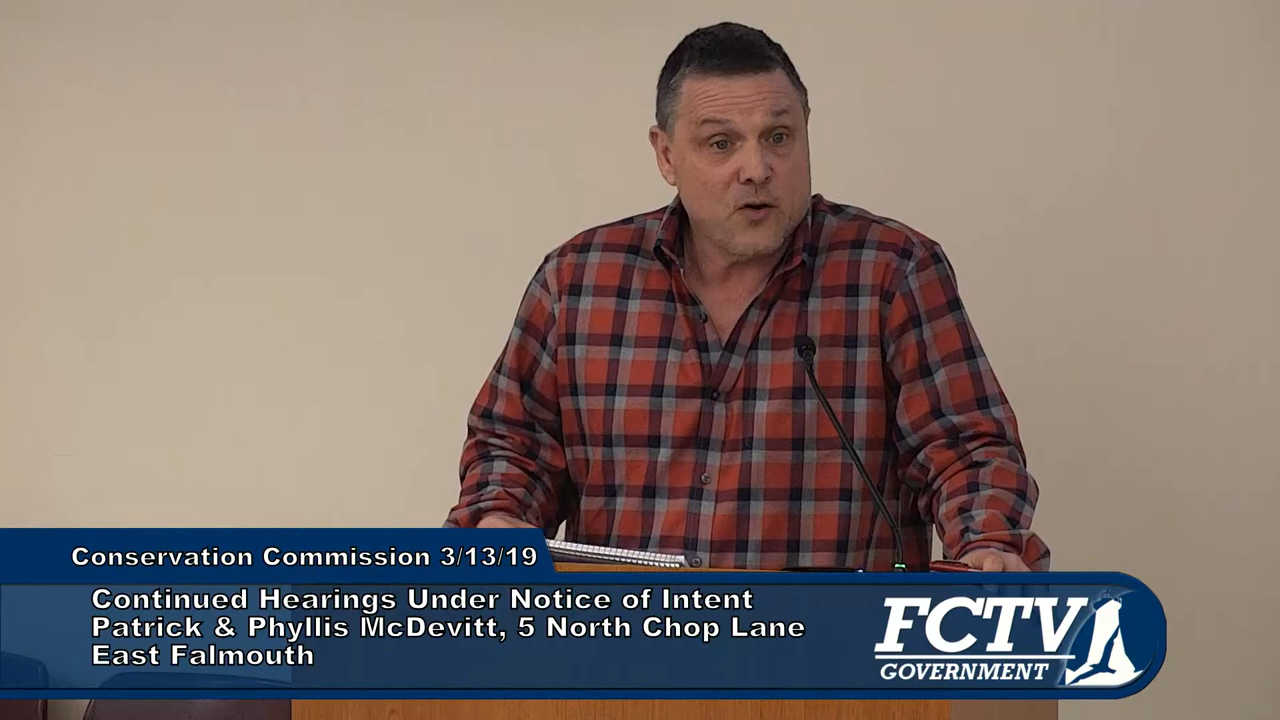 Conservation Commission 3/13/19
Continued Hearings Under Notice of Intent
Patrick & Phyllis McDevitt, 5 North Chop Lane
East Falmouth
FCTV
GOVERNMENT